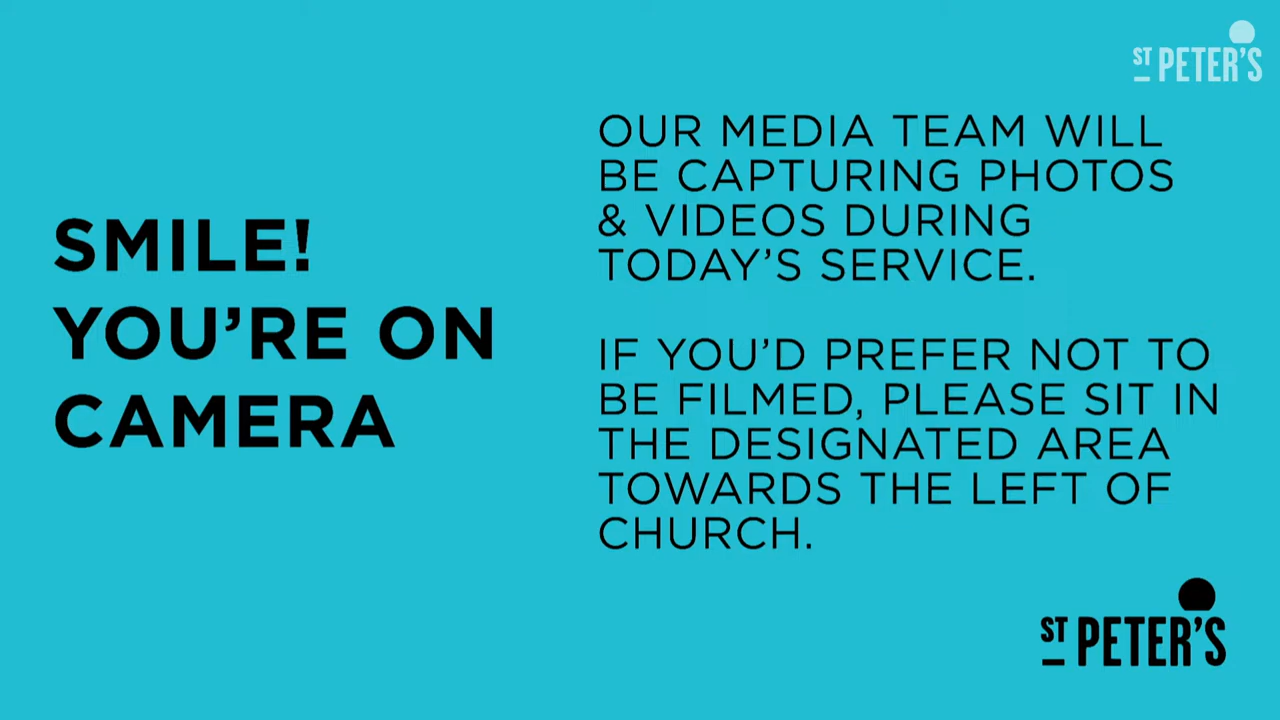 ST PETER'S
SMILE!
YOU'RE ON
CAMERA
OUR MEDIA TEAM WILL
BE CAPTURING PHOTOS
& VIDEOS DURING
TODAY'S SERVICE.
IF YOU'D PREFER NOT TO
BE FILMED, PLEASE SIT IN
THE DESIGNATED AREA
TOWARDS THE LEFT OF
CHURCH.
ST PETER'S